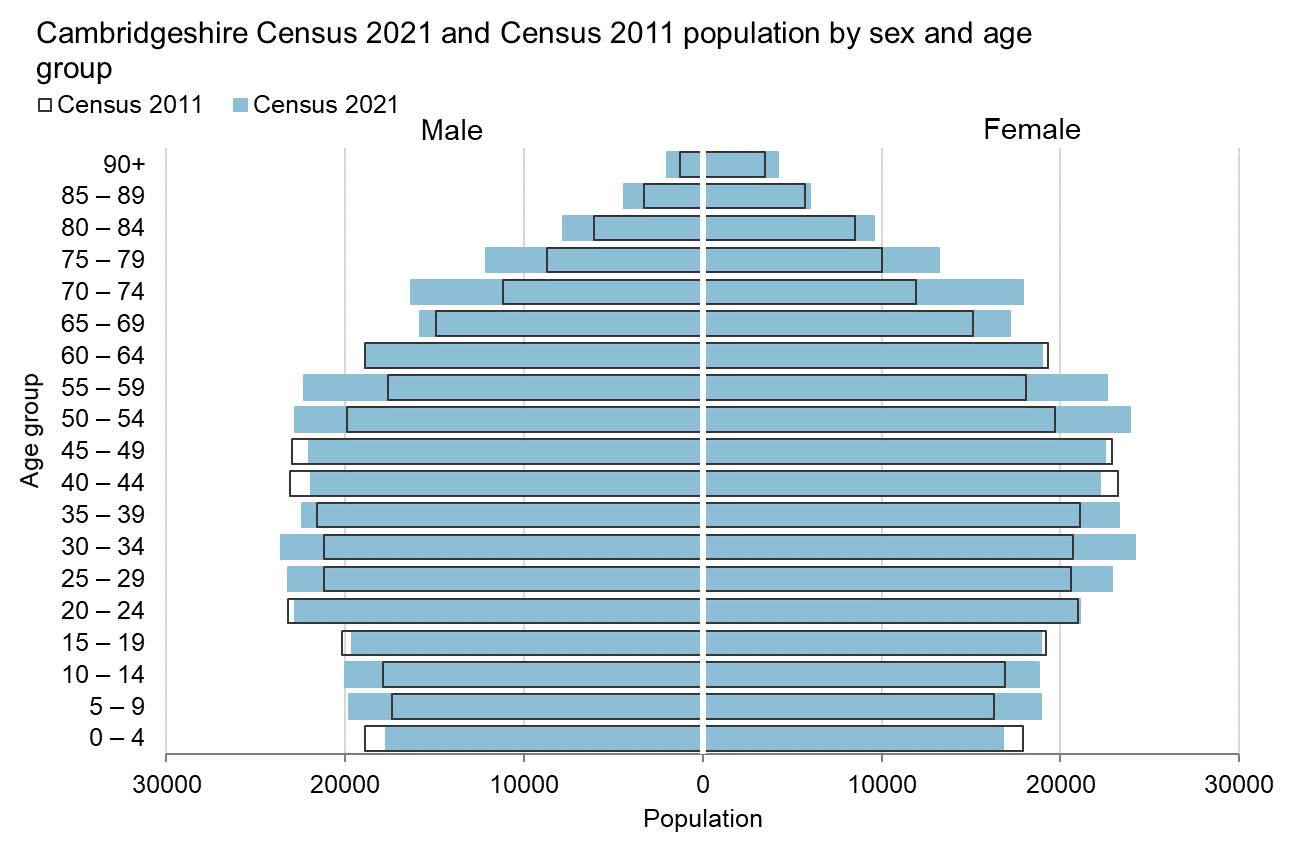 Cambridgeshire Census 2021 and Census 2011 population by sex and age
group
Census 2011 Census 2021
Male Female
90+
85 – 89
80 – 84
75 – 79
70 – 74
65 – 69
60 – 64
55 – 59
50 – 54
45 – 49
40 – 44
35 – 39
30 – 34
25 – 29
20 – 24
15 – 19
10 – 14
5 – 9
0 – 4
Age group
30000 20000 10000 0 10000 20000 30000
Population